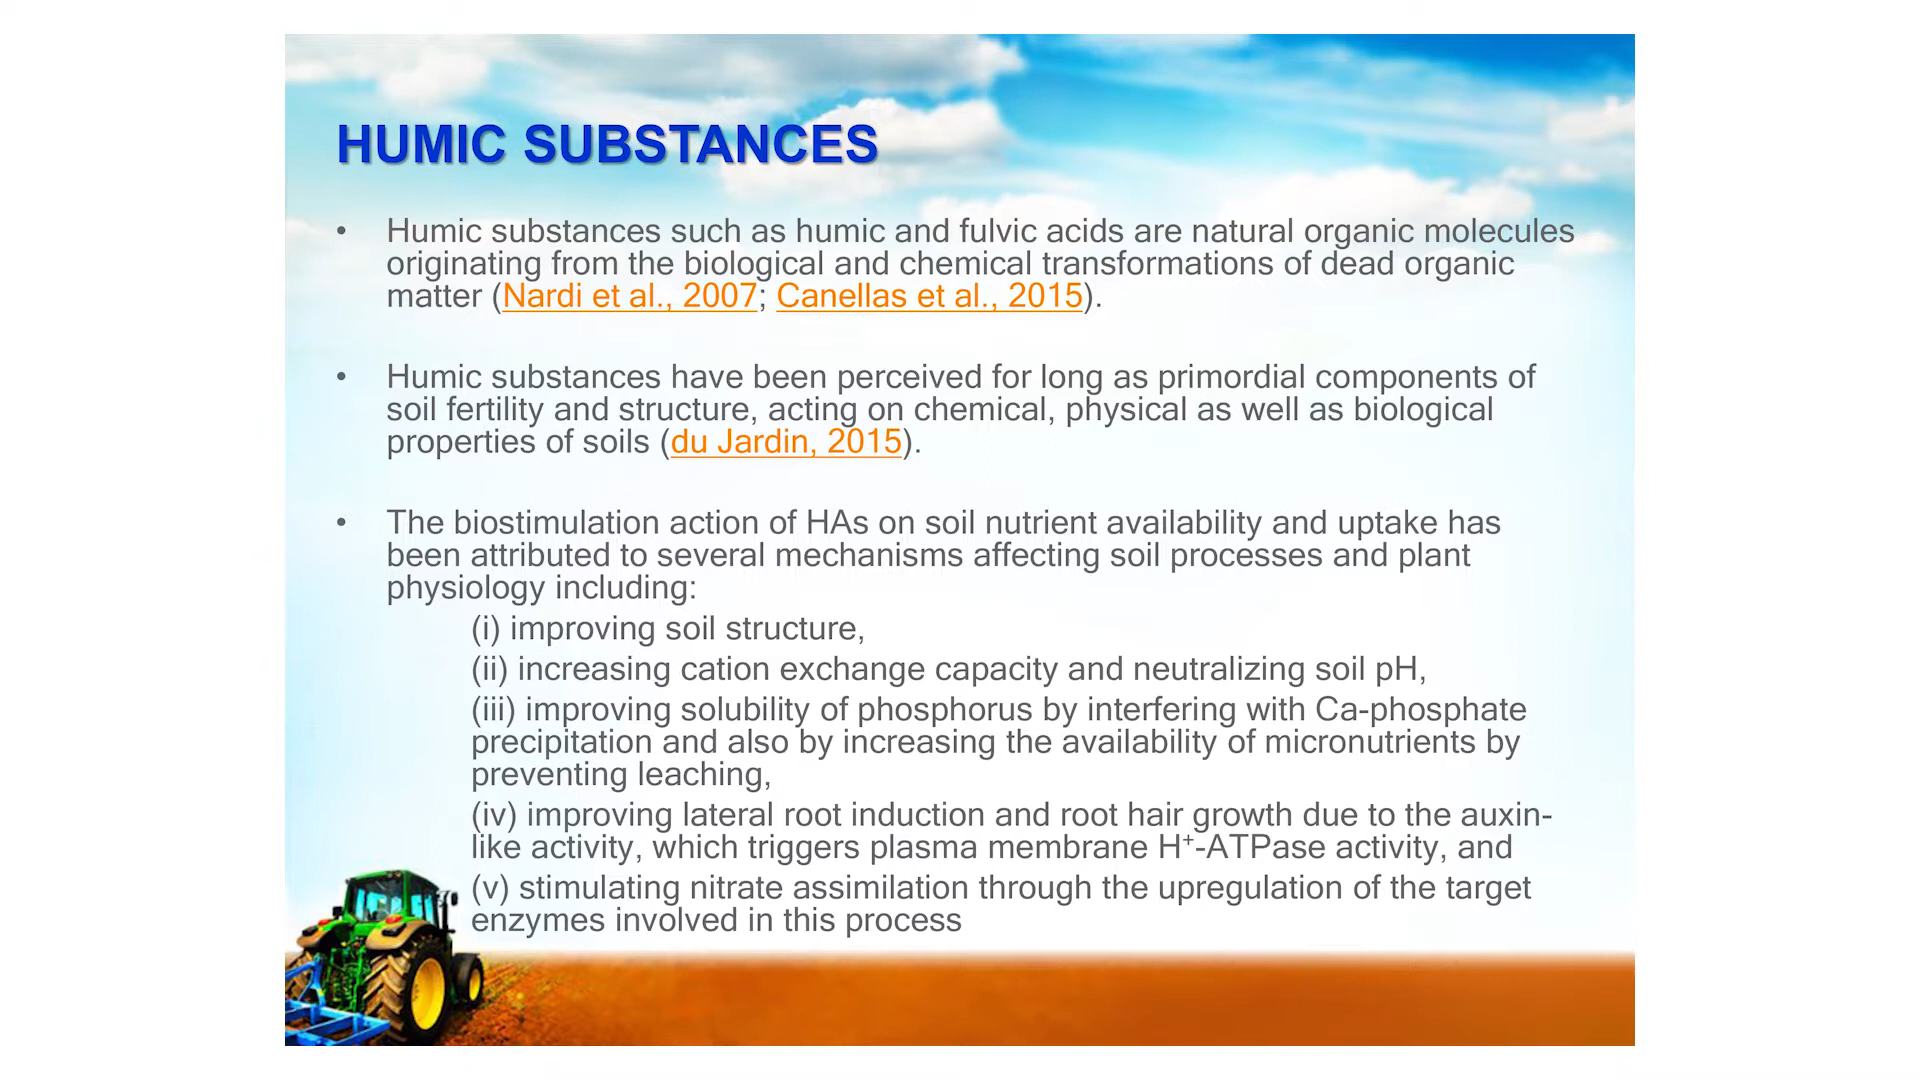 HUMIC SUBSTANCES
• Humic substances such as humic and fulvic acids are natural organic molecules
originating from the biological and chemical transformations of dead organic
matter (Nardi et al., 2007; Canellas et al., 2015).
• Humic substances have been perceived for long as primordial components of
soil fertility and structure, acting on chemical, physical as well as biological
properties of soils (du Jardin, 2015).
• The biostimulation action of HAs on soil nutrient availability and uptake has
been attributed to several mechanisms affecting soil processes and plant
physiology including:
(i) improving soil structure,
(ii) increasing cation exchange capacity and neutralizing soil pH,
(iii) improving solubility of phosphorus by interfering with Ca-phosphate
precipitation and also by increasing the availability of micronutrients by
preventing leaching,
(iv) improving lateral root induction and root hair growth due to the auxin-
like activity, which triggers plasma membrane H⁺-ATPase activity, and
(v) stimulating nitrate assimilation through the upregulation of the target
enzymes involved in this process